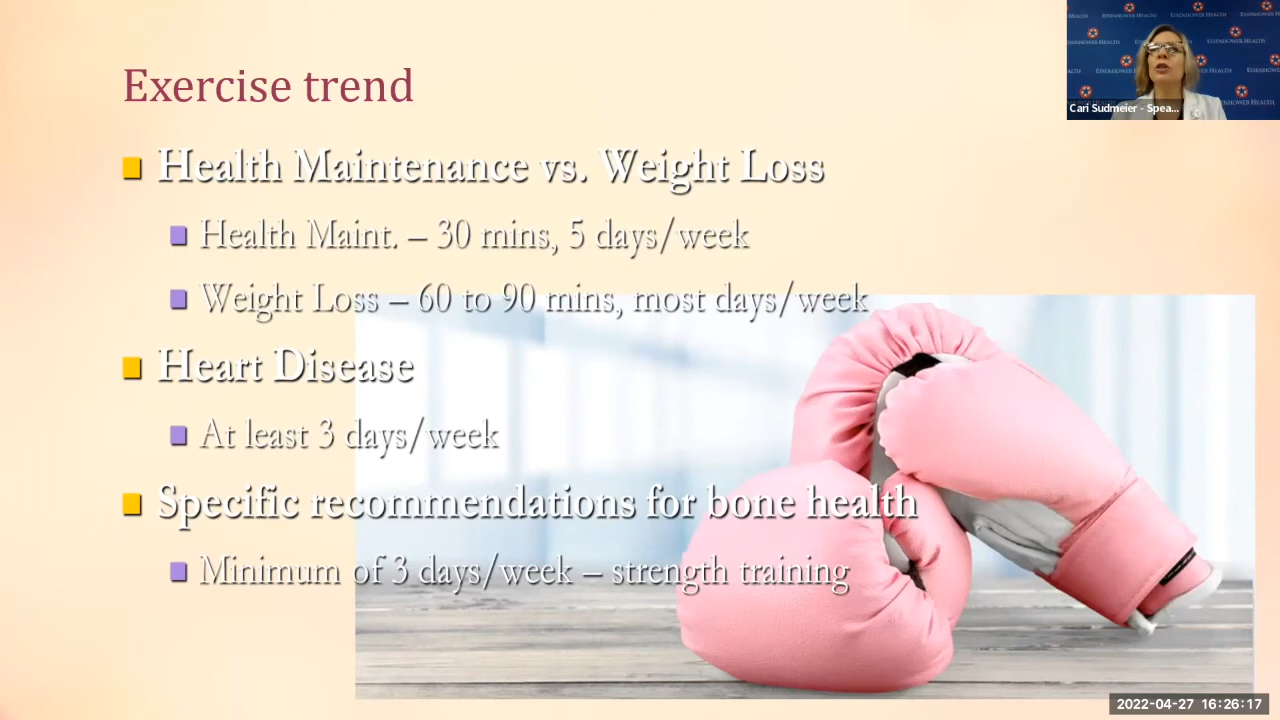 Exercise trend
Health Maintenance vs. Weight Loss
Health Maint. – 30 mins, 5 days/week
Weight Loss – 60 to 90 mins, most days/week
Heart Disease
At least 3 days/week
Specific recommendations for bone health
Minimum of 3 days/week – strength training
EISENHOWER HEALTH
Cari Sudmeier - Spea...
2022-04-27 16:26:17